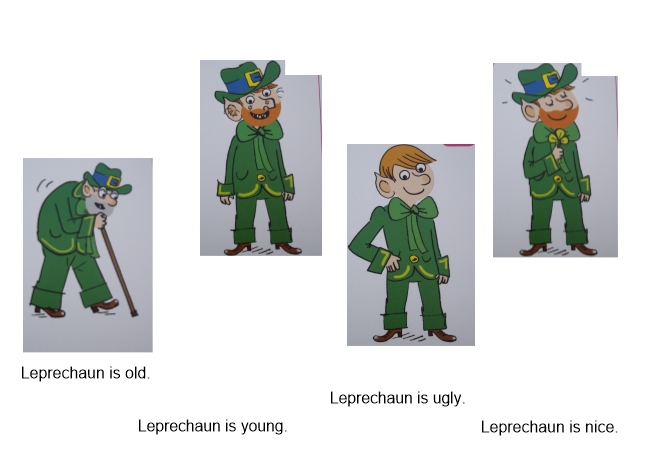 Leprechaun is old.
Leprechaun is ugly.
Leprechaun is young.
Leprechaun is nice.